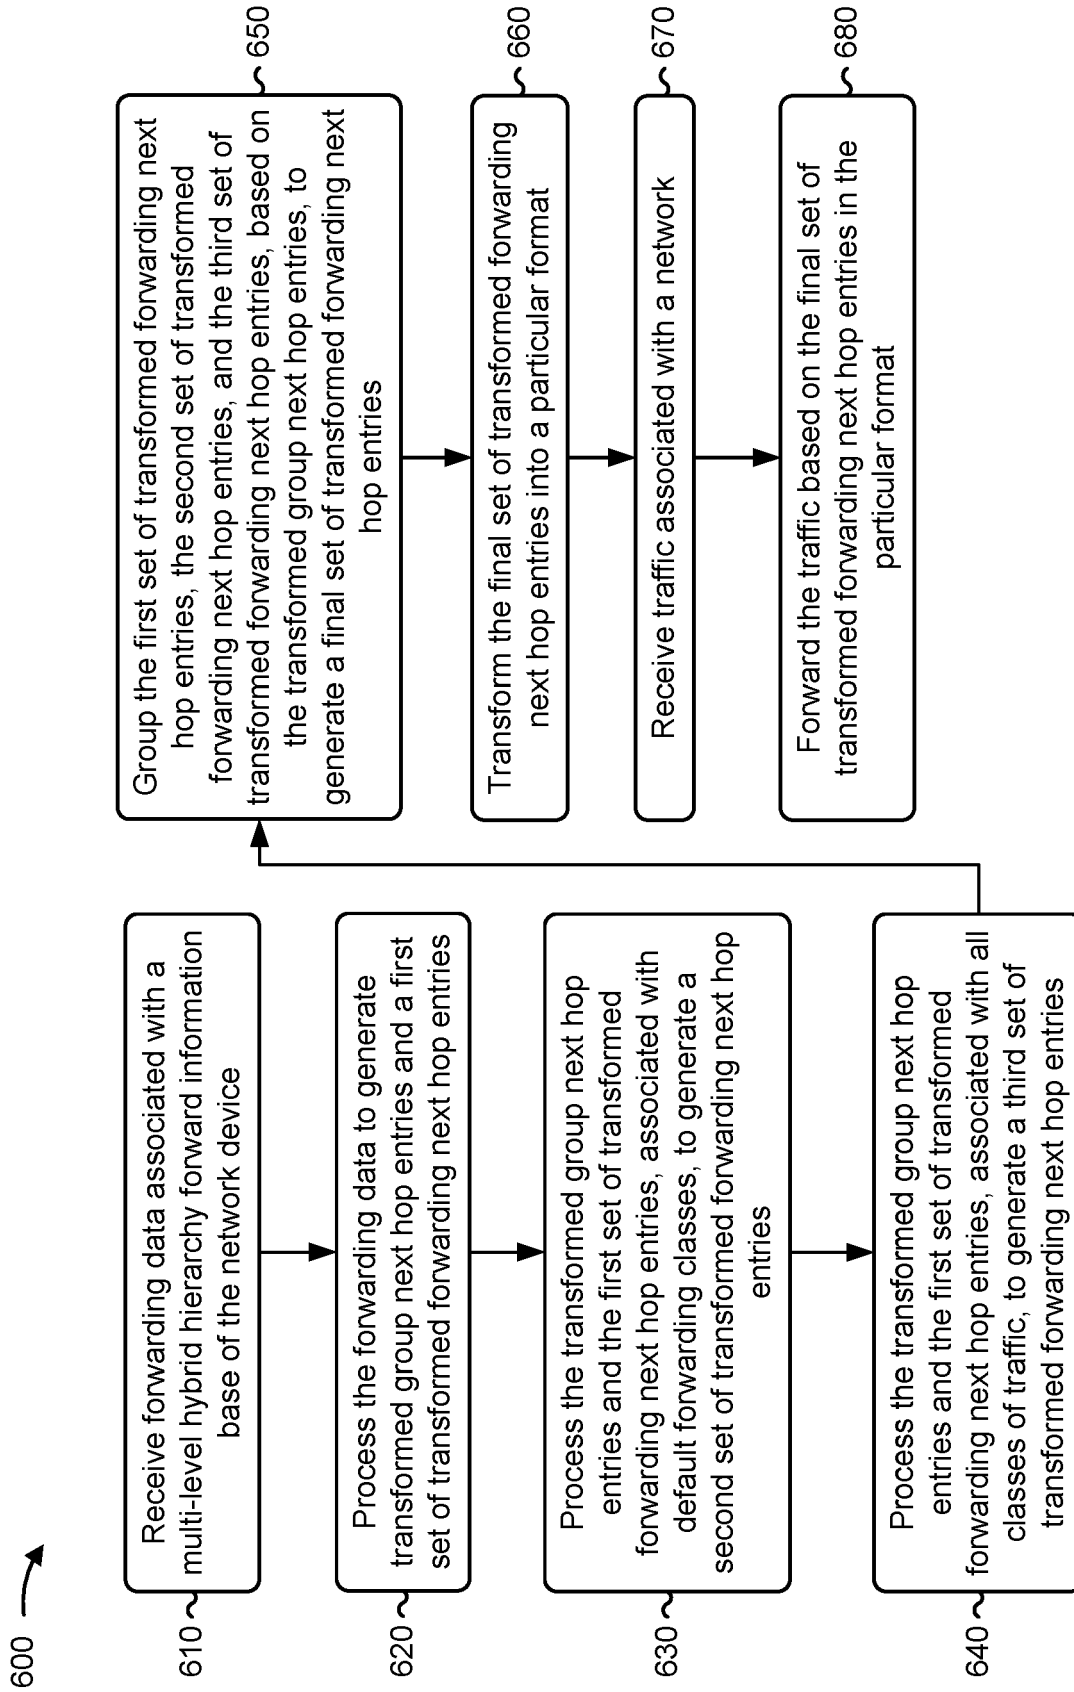 600
610
Receive forwarding data associated with a
multi-level hybrid hierarchy forward information
base of the network device
620
Process the forwarding data to generate
transformed group next hop entries and a first
set of transformed forwarding next hop entries
630
Process the transformed group next hop
entries and the first set of transformed
forwarding next hop entries, associated with
default forwarding classes, to generate a
second set of transformed forwarding next hop
entries
640
Process the transformed group next hop
entries and the first set of transformed
forwarding next hop entries, associated with all
classes of traffic, to generate a third set of
transformed forwarding next hop entries
650
Group the first set of transformed forwarding next
hop entries, the second set of transformed
forwarding next hop entries, and the third set of
transformed forwarding next hop entries, based on
the transformed group next hop entries, to
generate a final set of transformed forwarding next
hop entries
660
Transform the final set of transformed forwarding
next hop entries into a particular format
670
Receive traffic associated with a network
680
Forward the traffic based on the final set of
transformed forwarding next hop entries in the
particular format